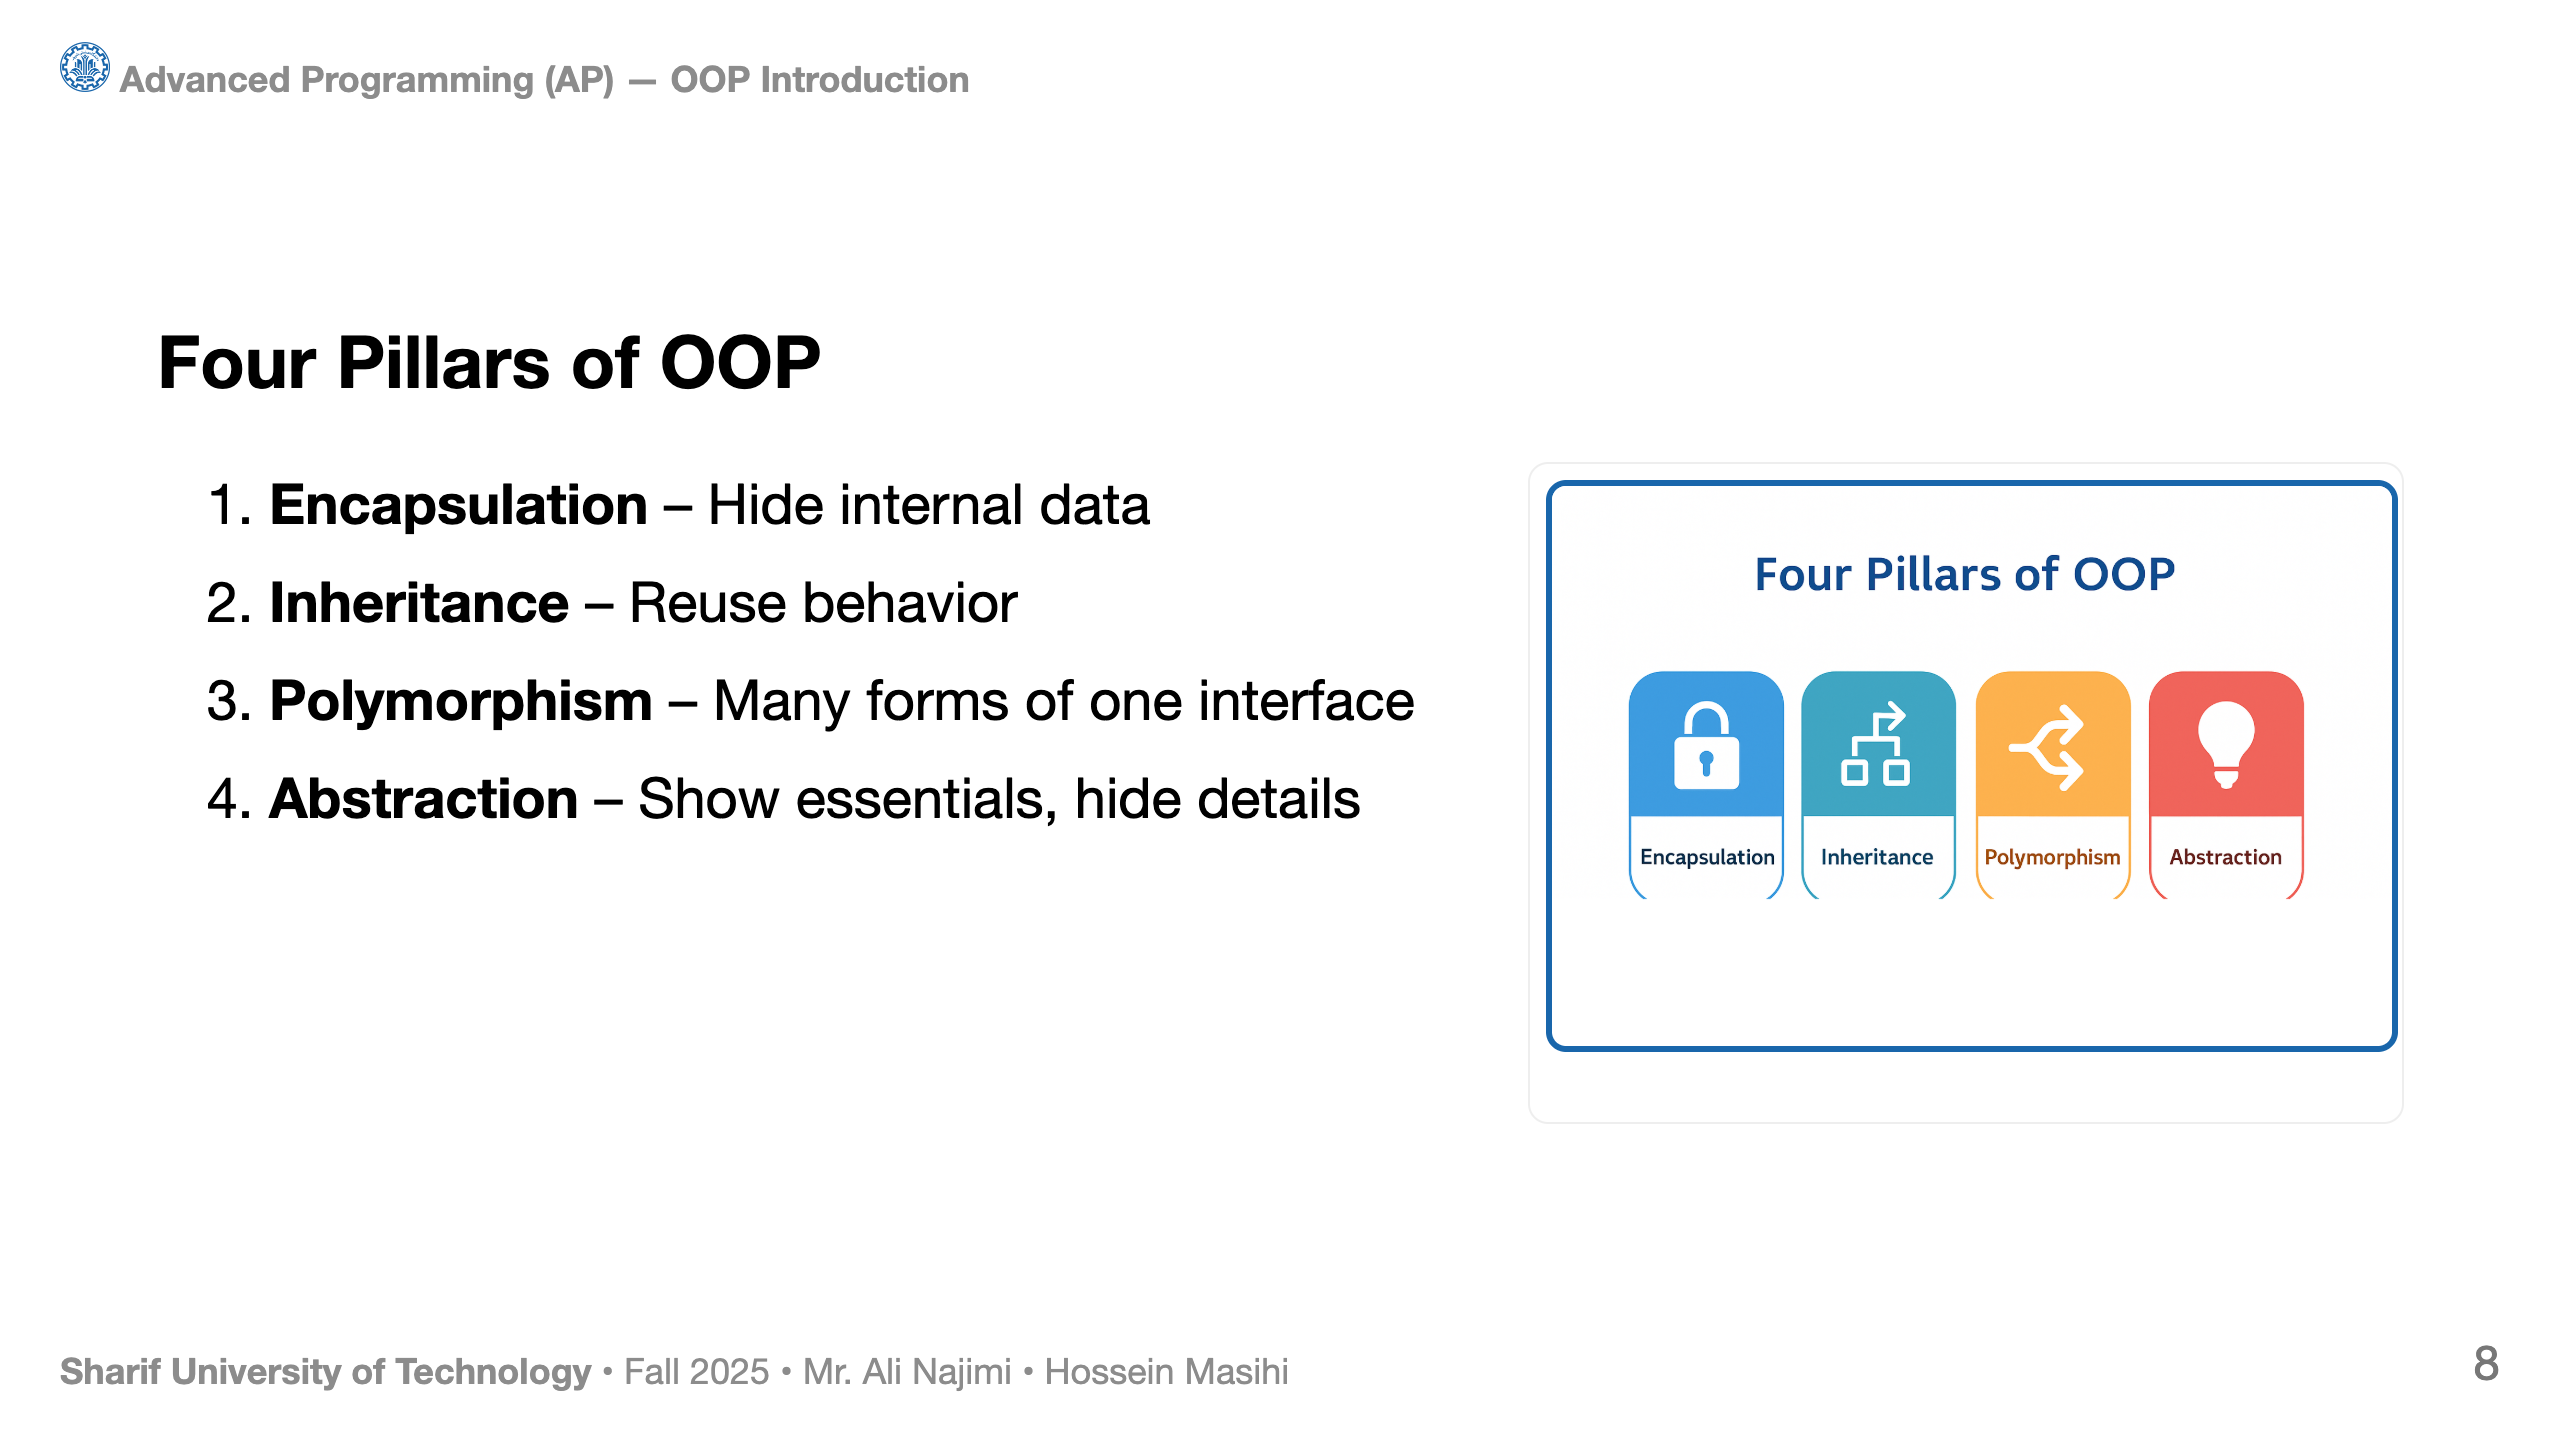 Advanced Programming (AP) — OOP Introduction
Four Pillars of OOP
1. Encapsulation – Hide internal data
2. Inheritance – Reuse behavior
3. Polymorphism – Many forms of one interface
4. Abstraction – Show essentials, hide details
Four Pillars of OOP
Encapsulation Inheritance Polymorphism Abstraction
Sharif University of Technology • Fall 2025 • Mr. Ali Najimi • Hossein Masihi
8